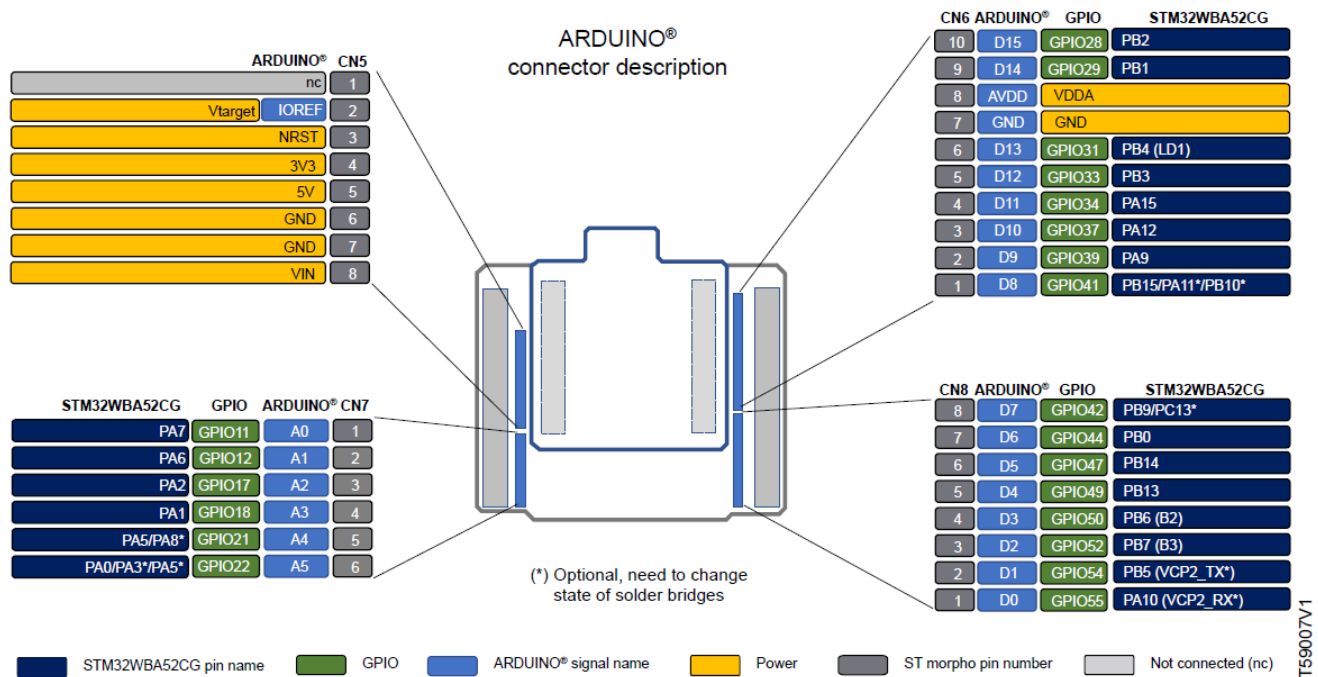 ARDUINO®
connector description
ARDUINO® CN5
nc 1
Vtarget IOREF 2
NRST 3
3V3 4
5V 5
GND 6
GND 7
VIN 8
CN6 ARDUINO® GPIO STM32WBA52CG
10 D15 GPIO28 PB2
9 D14 GPIO29 PB1
8 AVDD VDDA
7 GND GND
6 D13 GPIO31 PB4 (LD1)
5 D12 GPIO33 PB3
4 D11 GPIO34 PA15
3 D10 GPIO37 PA12
2 D9 GPIO39 PA9
1 D8 GPIO41 PB15/PA11*/PB10*
STM32WBA52CG GPIO ARDUINO® CN7
PA7 GPIO11 A0 1
PA6 GPIO12 A1 2
PA2 GPIO17 A2 3
PA1 GPIO18 A3 4
PA5/PA8* GPIO21 A4 5
PA0/PA3*/PA5* GPIO22 A5 6
CN8 ARDUINO® GPIO STM32WBA52CG
8 D7 GPIO42 PB9/PC13*
7 D6 GPIO44 PB0
6 D5 GPIO47 PB14
5 D4 GPIO49 PB13
4 D3 GPIO50 PB6 (B2)
3 D2 GPIO52 PB7 (B3)
2 D1 GPIO54 PB5 (VCP2_TX*)
1 D0 GPIO55 PA10 (VCP2_RX*)
(*) Optional, need to change
state of solder bridges
STM32WBA52CG pin name GPIO ARDUINO® signal name Power ST morpho pin number Not connected (nc)
T59007V1